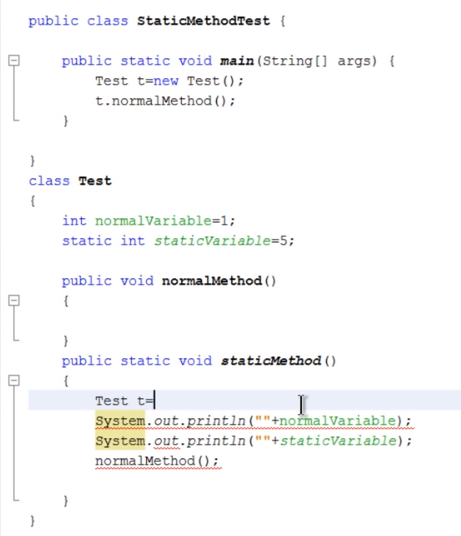 public class StaticMethodTest {
public static void main(String[] args) {
Test t=new Test();
t.normalMethod();
}
}
class Test
{
int normalVariable=1;
static int staticVariable=5;
public void normalMethod()
{
}
public static void staticMethod()
{
Test t=
System.out.println(""+normalVariable);
System.out.println(""+staticVariable);
normalMethod();
}
}